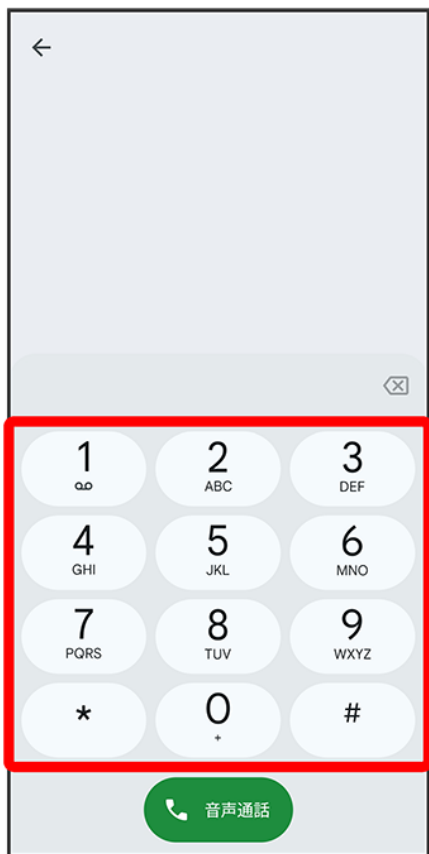 1 2 3
ABC DEF
4 5 6
GHI JKL MNO
7 8 9
PQRS TUV WXYZ
* 0 #
+
音声通話